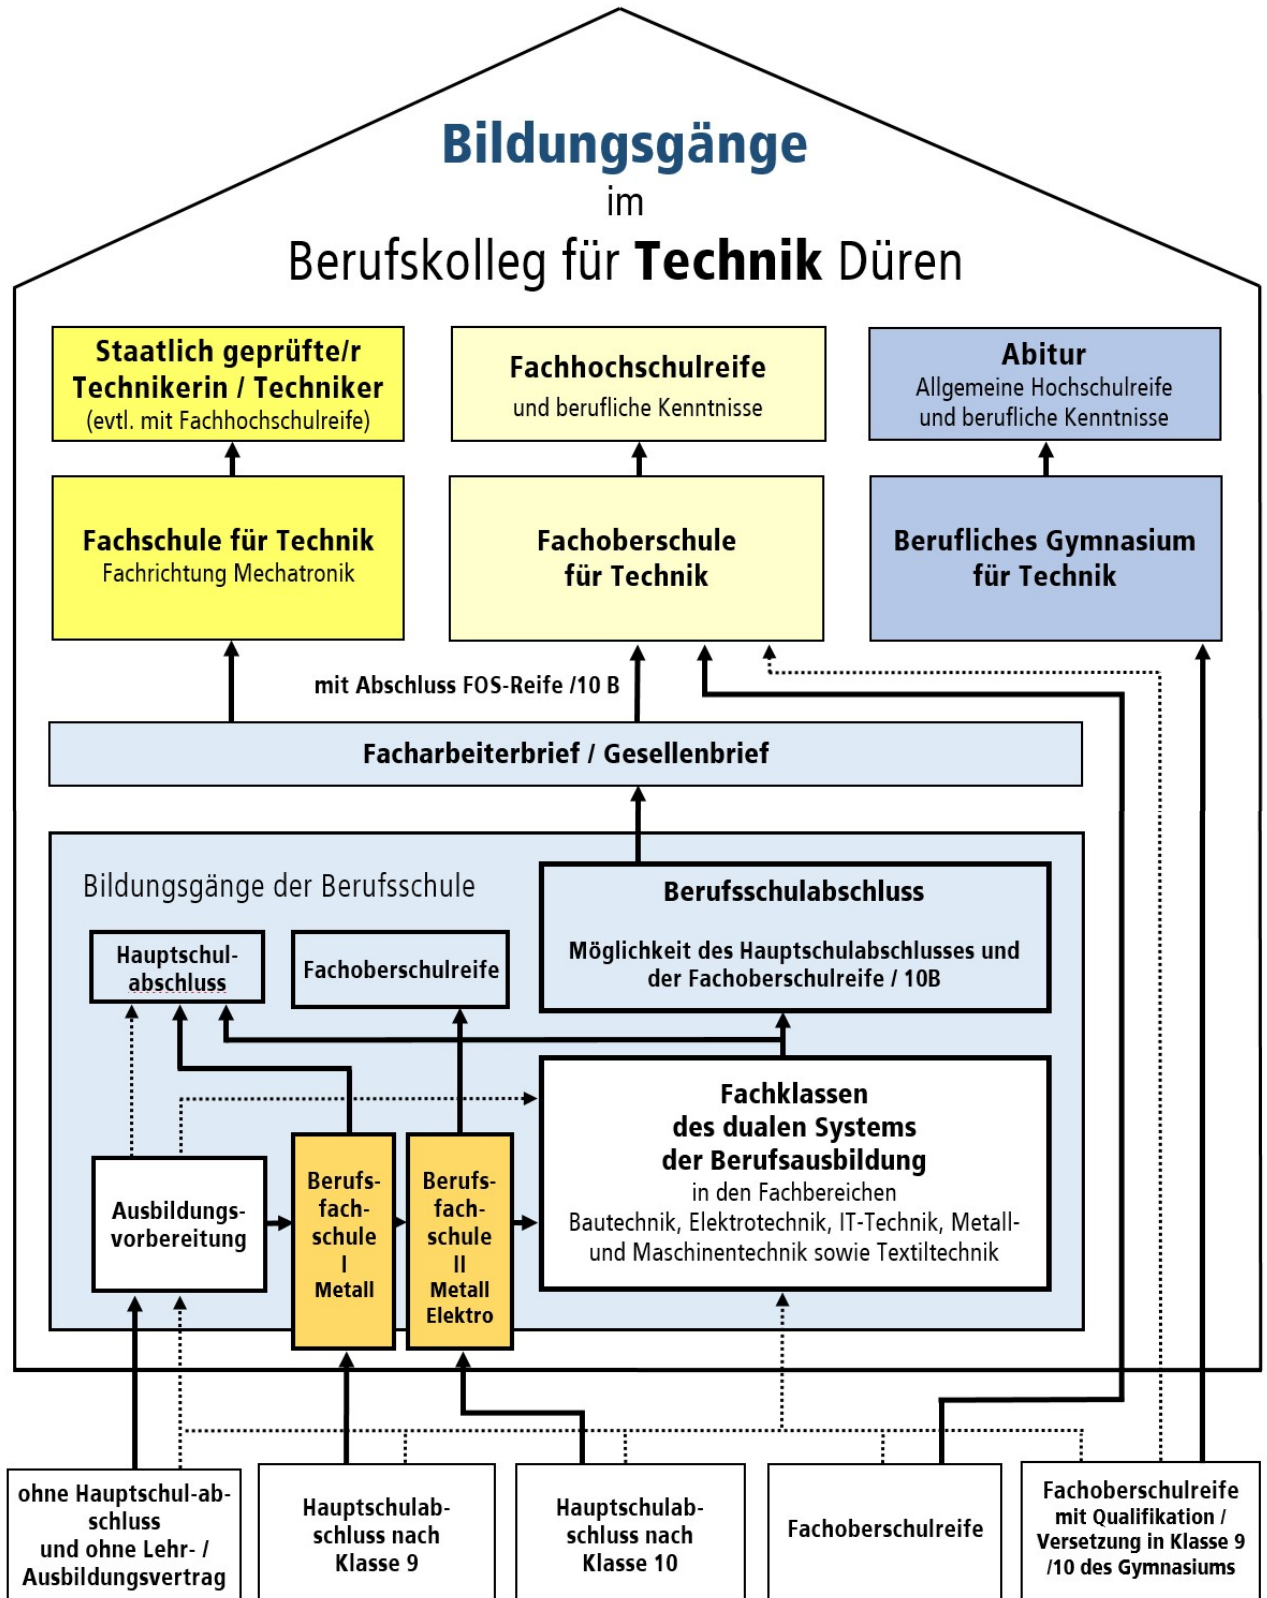 Bildungsgänge
im
Berufskolleg für Technik Düren
Staatlich geprüfte/r
Technikerin / Techniker
(evtl. mit Fachhochschulreife)
Fachhochschulreife
und berufliche Kenntnisse
Abitur
Allgemeine Hochschulreife
und berufliche Kenntnisse
Fachschule für Technik
Fachrichtung Mechatronik
Fachoberschule
für Technik
Berufliches Gymnasium
für Technik
mit Abschluss FOS-Reife /10 B
Facharbeiterbrief / Gesellenbrief
Bildungsgänge der Berufsschule
Berufsschulabschluss
Möglichkeit des Hauptschulabschlusses und
der Fachoberschulreife / 10B
Hauptschul-
abschluss
Fachoberschulreife
Fachklassen
des dualen Systems
der Berufsausbildung
in den Fachbereichen
Bautechnik, Elektrotechnik, IT-Technik, Metall-
und Maschinentechnik sowie Textiltechnik
Ausbildungs-
vorbereitung
Berufs-
fach-
schule
I
Metall
Berufs-
fach-
schule
II
Metall
Elektro
ohne Hauptschul-ab-
schluss
und ohne Lehr- /
Ausbildungsvertrag
Hauptschulab-
schluss nach
Klasse 9
Hauptschulab-
schluss nach
Klasse 10
Fachoberschulreife
Fachoberschulreife
mit Qualifikation /
Versetzung in Klasse 9
/10 des Gymnasiums